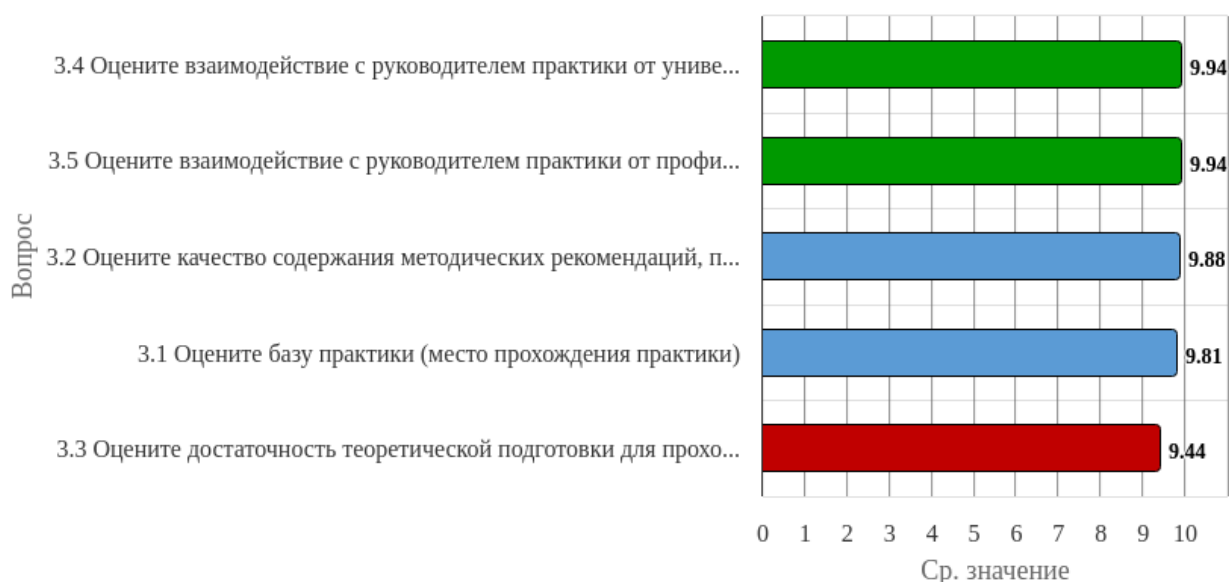 3.4 Оцените взаимодействие с руководителем практики от униве...
9.94
3.5 Оцените взаимодействие с руководителем практики от профи...
9.94
Вопрос
3.2 Оцените качество содержания методических рекомендаций, п...
9.88
3.1 Оцените базу практики (место прохождения практики)
9.81
3.3 Оцените достаточность теоретической подготовки для прохо...
9.44
0 1 2 3 4 5 6 7 8 9 10
Ср. значение